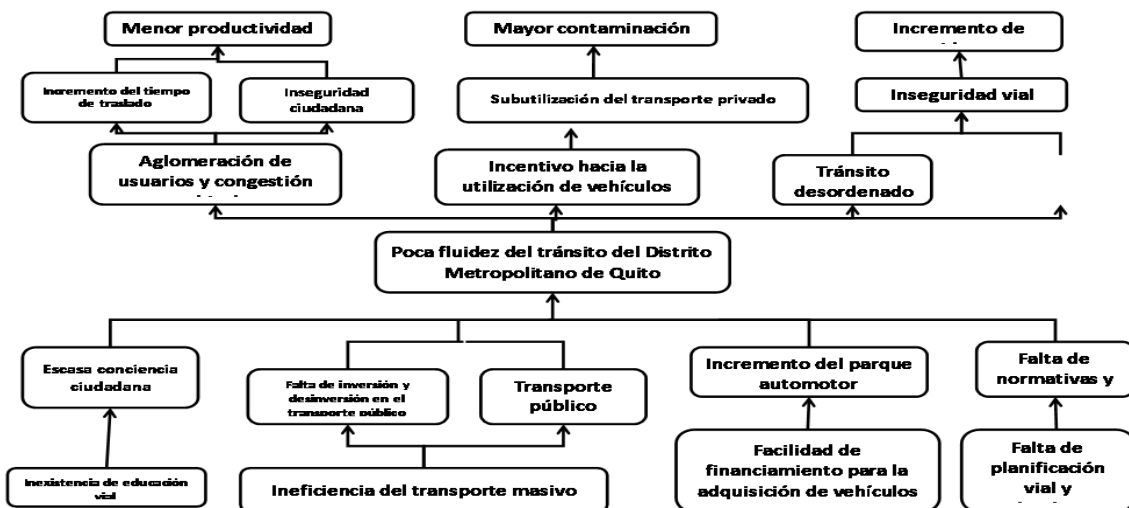 Menor productividad
Mayor contaminación
Incremento de
Incremento del tiempo
de traslado
Inseguridad
ciudadana
Subutilización del transporte privado
Inseguridad vial
Aglomeración de
usuarios y congestión
Incentivo hacia la
utilización de vehículos
Tránsito
desordenado
Poca fluidez del tránsito del Distrito
Metropolitano de Quito
Escasa conciencia
ciudadana
Falta de inversión y
desinversión en el
transporte público
Transporte
público
Incremento del parque
automotor
Falta de
normativas y
Inexistencia de educación
vial
Ineficiencia del transporte masivo
Facilidad de
financiamiento para la
adquisición de vehículos
Falta de
planificación
vial y